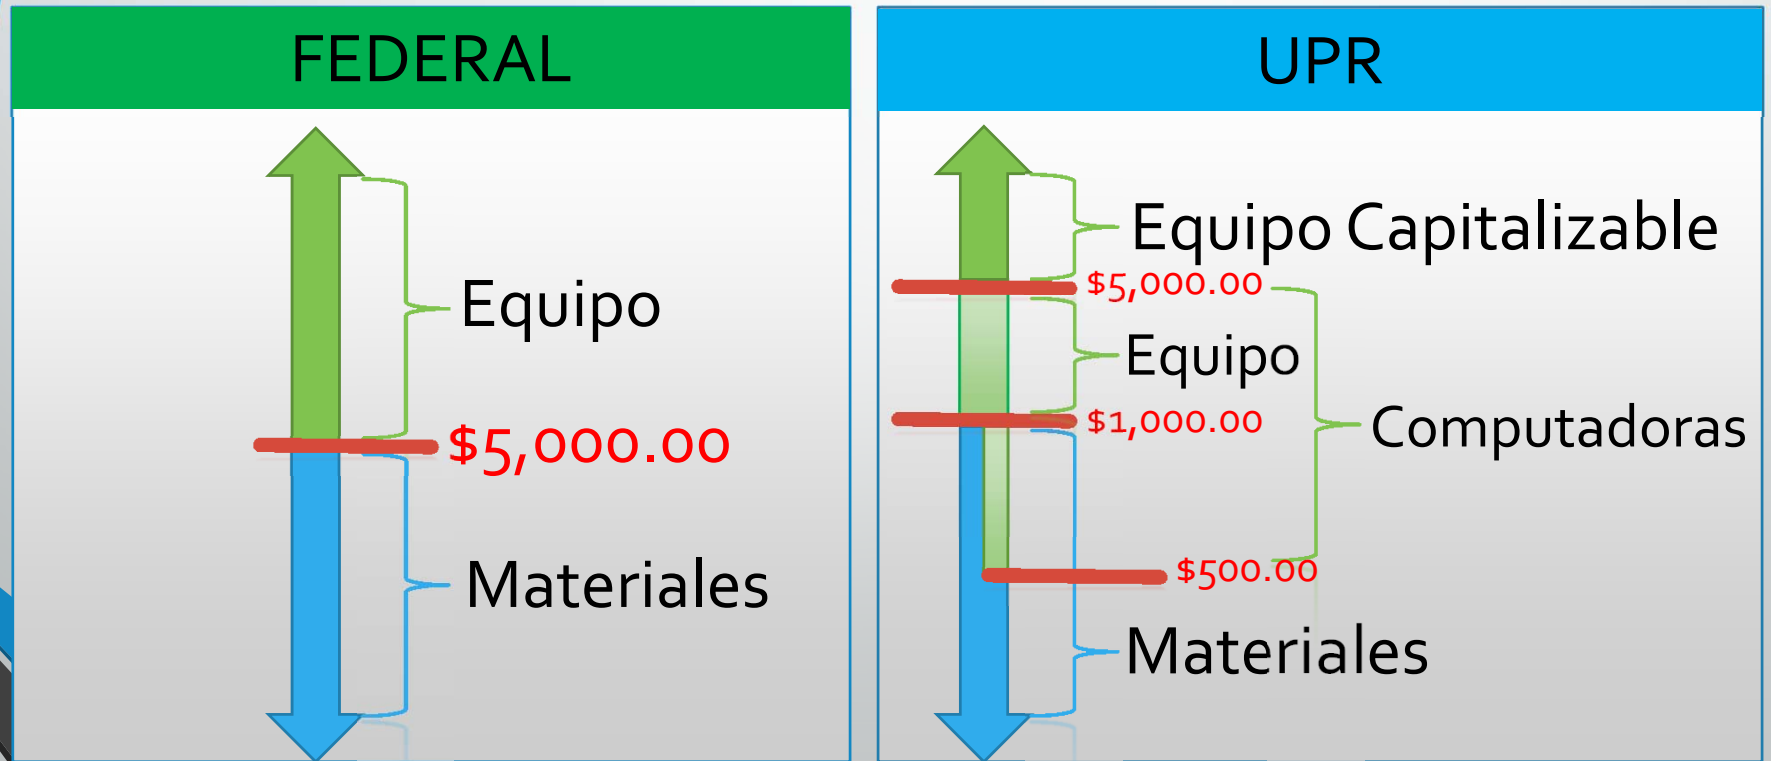 FEDERAL
Equipo
$5,000.00
Materiales
UPR
Equipo Capitalizable
$5,000.00
Equipo
$1,000.00
Computadoras
$500.00
Materiales